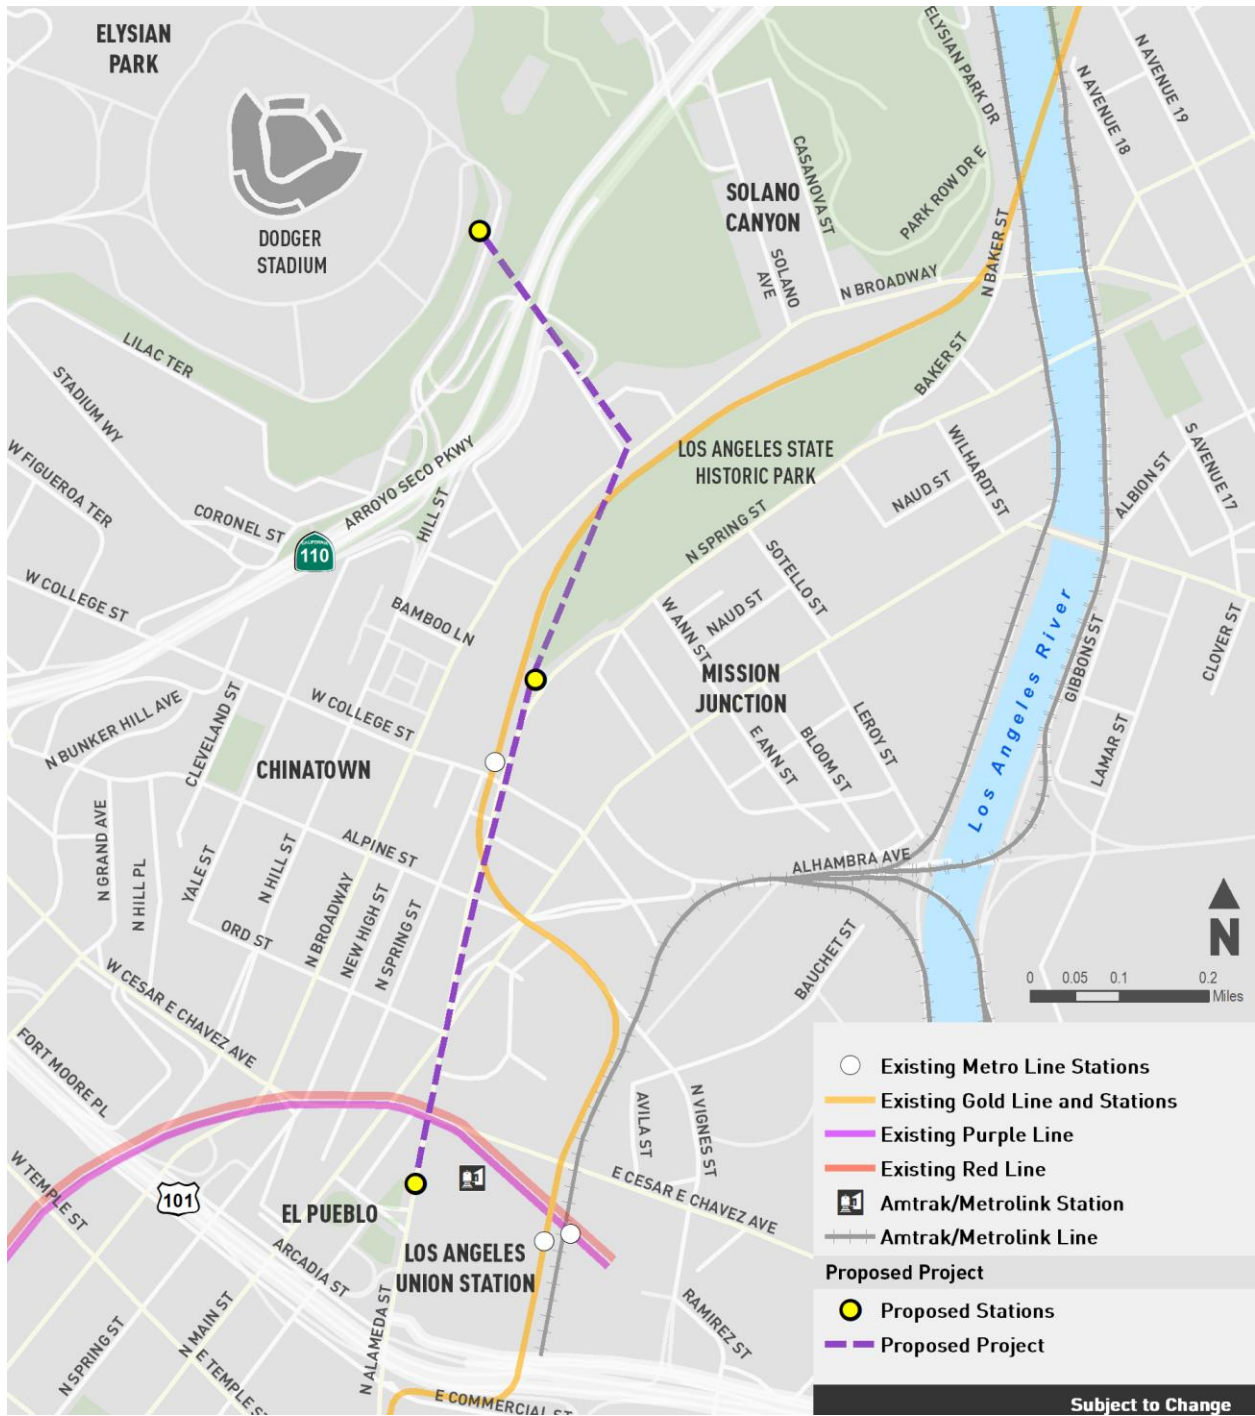 ELYSIAN
PARK
DODGER
STADIUM
ELYSIAN PARK DR
N AVENUE 19
N AVENUE 18
CASANOVA ST
PARK ROW DR E
SOLANO
CANYON
SOLANO
AVE
N BROADWAY
N BAKER ST
BAKER ST
LILAC TER
STADIUM WY
W FIGUEROA TER
ARROYO SECO PKWY
CORONEL ST
HILL ST
CALIFORNIA
110
LOS ANGELES STATE
HISTORIC PARK
WILHARDT ST
NAUD ST
S AVENUE 17
ALBION ST
N SPRING ST
SOTELLO ST
W COLLEGE ST
BAMBOO LN
W ANN ST
NAUD ST
MISSION
JUNCTION
Los Angeles River
GIBBONS ST
CLOVER ST
LAMAR ST
N BUNKER HILL AVE
CLEVELAND ST
W COLLEGE ST
CHINATOWN
E ANN ST
BLOOM ST
LEROY ST
N GRAND AVE
N HILL PL
YALE ST
N HILL ST
ALPINE ST
ALHAMBRA AVE
ORD ST
N BROADWAY
NEW HIGH ST
N SPRING ST
BAUCHET ST
N
0 0.05 0.1 0.2
Miles
W CESAR E CHAVEZ AVE
FORT MOORE PL
W TEMPLE ST
101
AVILA ST
N VIGNES ST
E CESAR E CHAVEZ AVE
EL PUEBLO
LOS ANGELES
UNION STATION
ARCADIA ST
N SPRING ST
N MAIN ST
E TEMPLE ST
N ALAMEDA ST
E COMMERCIAL ST
RAMIREZ ST
Existing Metro Line Stations
Existing Gold Line and Stations
Existing Purple Line
Existing Red Line
Amtrak/Metrolink Station
Amtrak/Metrolink Line
Proposed Project
Proposed Stations
Proposed Project
Subject to Change